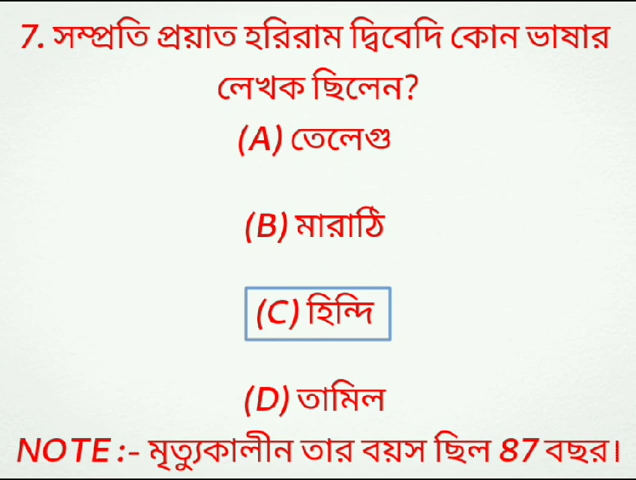 7. সম্প্রতি প্রয়াত হরিরাম দ্বিবেদি কোন ভাষার
লেখক ছিলেন?
(A) তেলেগু
(B) মারাঠি
(C) হিন্দি
(D) তামিল
NOTE :- মৃত্যুকালীন তার বয়স ছিল 87 বছর।